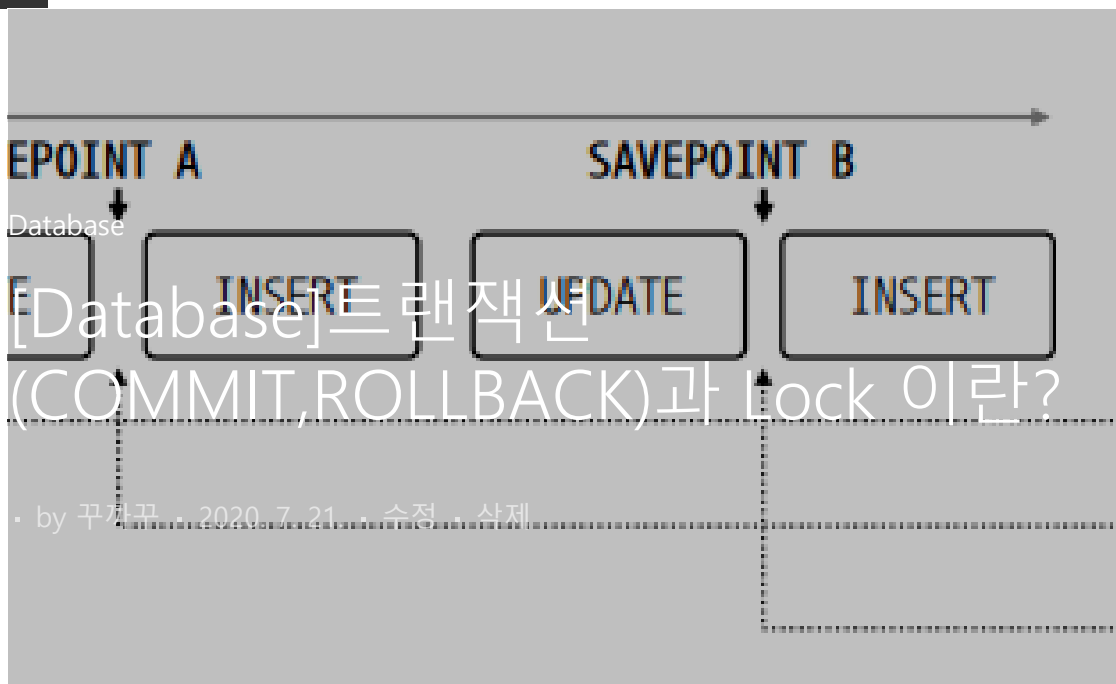 EPOINT A SAVEPOINT B
Database
E INSERT UPDATE INSERT
[Database]트랜잭션
(COMMIT,ROLLBACK)과 Lock 이란?
· by 꾸까꾸 · 2020. 7. 21. · 수정 · 삭제